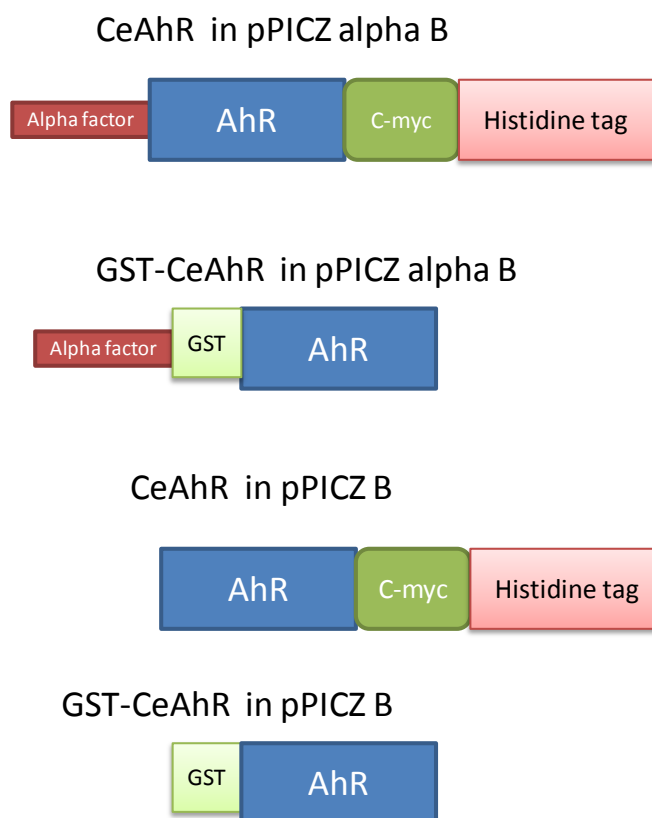 CeAhR in pPICZ alpha B
Alpha factor AhR C-myc Histidine tag
GST-CeAhR in pPICZ alpha B
Alpha factor GST AhR
CeAhR in pPICZ B
AhR C-myc Histidine tag
GST-CeAhR in pPICZ B
GST AhR